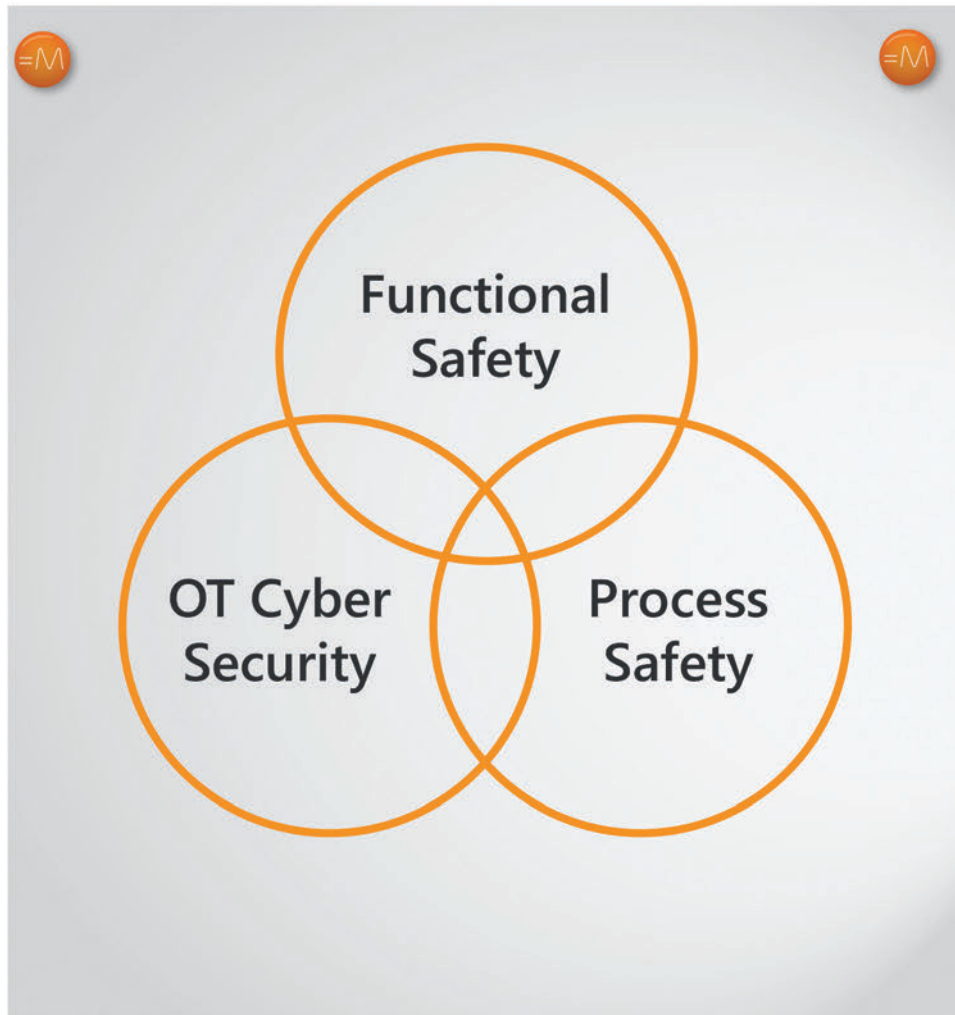 =M
=M
Functional
Safety
OT Cyber
Security
Process
Safety